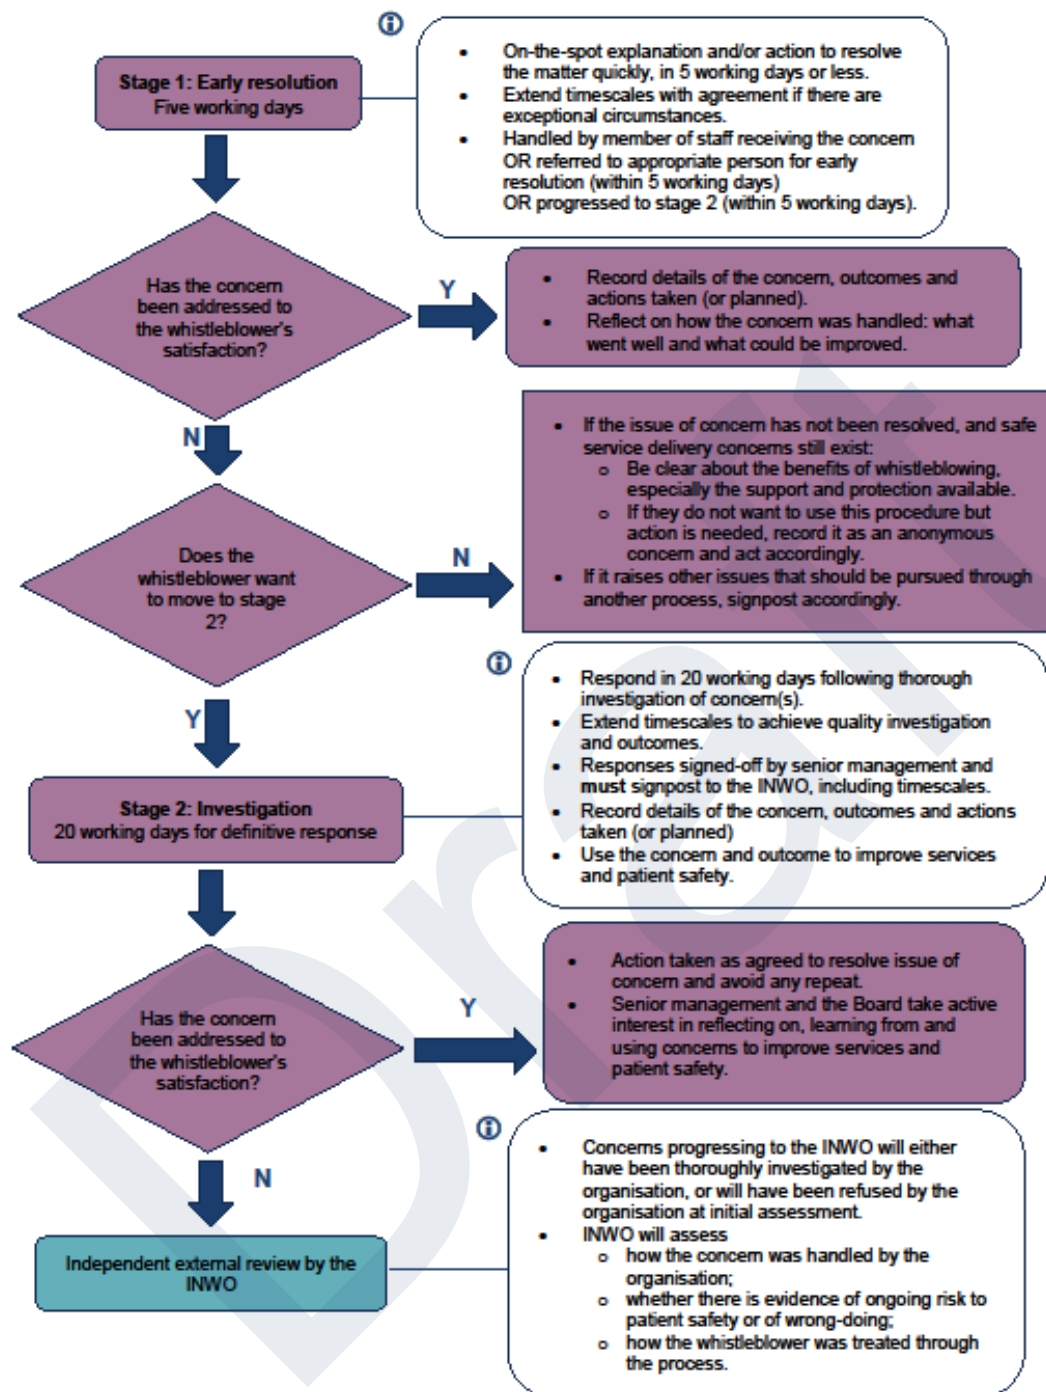 Stage 1: Early resolution
Five working days
• On-the-spot explanation and/or action to resolve
the matter quickly, in 5 working days or less.
• Extend timescales with agreement if there are
exceptional circumstances.
• Handled by member of staff receiving the concern
OR referred to appropriate person for early
resolution (within 5 working days)
OR progressed to stage 2 (within 5 working days).
Has the concern
been addressed to
the whistleblower's
satisfaction?
Y
• Record details of the concern, outcomes and
actions taken (or planned).
• Reflect on how the concern was handled: what
went well and what could be improved.
N
Does the
whistleblower want
to move to stage
2?
N
• If the issue of concern has not been resolved, and safe
service delivery concerns still exist:
o Be clear about the benefits of whistleblowing,
especially the support and protection available.
o If they do not want to use this procedure but
action is needed, record it as an anonymous
concern and act accordingly.
• If it raises other issues that should be pursued through
another process, signpost accordingly.
Y
Stage 2: Investigation
20 working days for definitive response
• Respond in 20 working days following thorough
investigation of concern(s).
• Extend timescales to achieve quality investigation
and outcomes.
• Responses signed-off by senior management and
must signpost to the INWO, including timescales.
• Record details of the concern, outcomes and actions
taken (or planned)
• Use the concern and outcome to improve services
and patient safety.
Has the concern
been addressed to
the whistleblower's
satisfaction?
Y
• Action taken as agreed to resolve issue of
concern and avoid any repeat.
• Senior management and the Board take active
interest in reflecting on, learning from and
using concerns to improve services and
patient safety.
N
Independent external review by the
INWO
• Concerns progressing to the INWO will either
have been thoroughly investigated by the
organisation, or will have been refused by the
organisation at initial assessment.
• INWO will assess
o how the concern was handled by the
organisation;
o whether there is evidence of ongoing risk to
patient safety or of wrong-doing;
o how the whistleblower was treated through
the process.
Draft